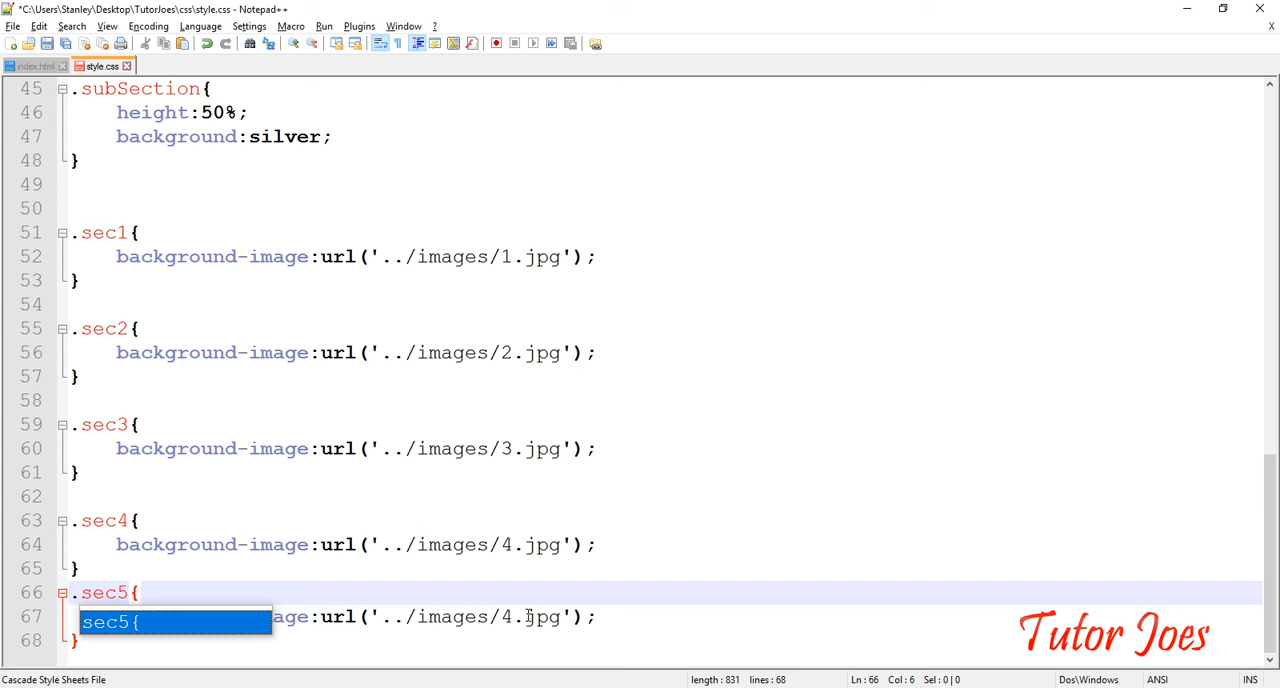 *C:\Users\Stanley\Desktop\TutorJoes\css\style.css - Notepad++
File Edit Search View Encoding Language Settings Macro Run Plugins Window ?
X
index.html style.css
45 .subSection{
46 height:50%;
47 background:silver;
48 }
49
50
51 .sec1{
52 background-image:url('../images/1.jpg');
53 }
54
55 .sec2{
56 background-image:url('../images/2.jpg');
57 }
58
59 .sec3{
60 background-image:url('../images/3.jpg');
61 }
62
63 .sec4{
64 background-image:url('../images/4.jpg');
65 }
66 .sec5{
67 sec5{ mage:url('../images/4.jpg');
68 }
Tutor Joes
Cascade Style Sheets File length : 831 lines : 68 Ln : 66 Col : 6 Sel : 0 | 0 Dos\Windows ANSI INS